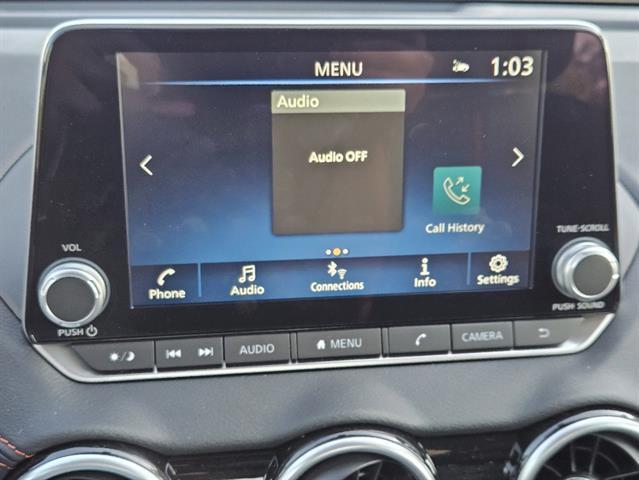 MENU
1:03
Audio
Audio OFF
Call History
Phone
Audio
Connections
Info
Settings
VOL
PUSH
TUNE·SCROLL
PUSH SOUND
AUDIO
MENU
CAMERA